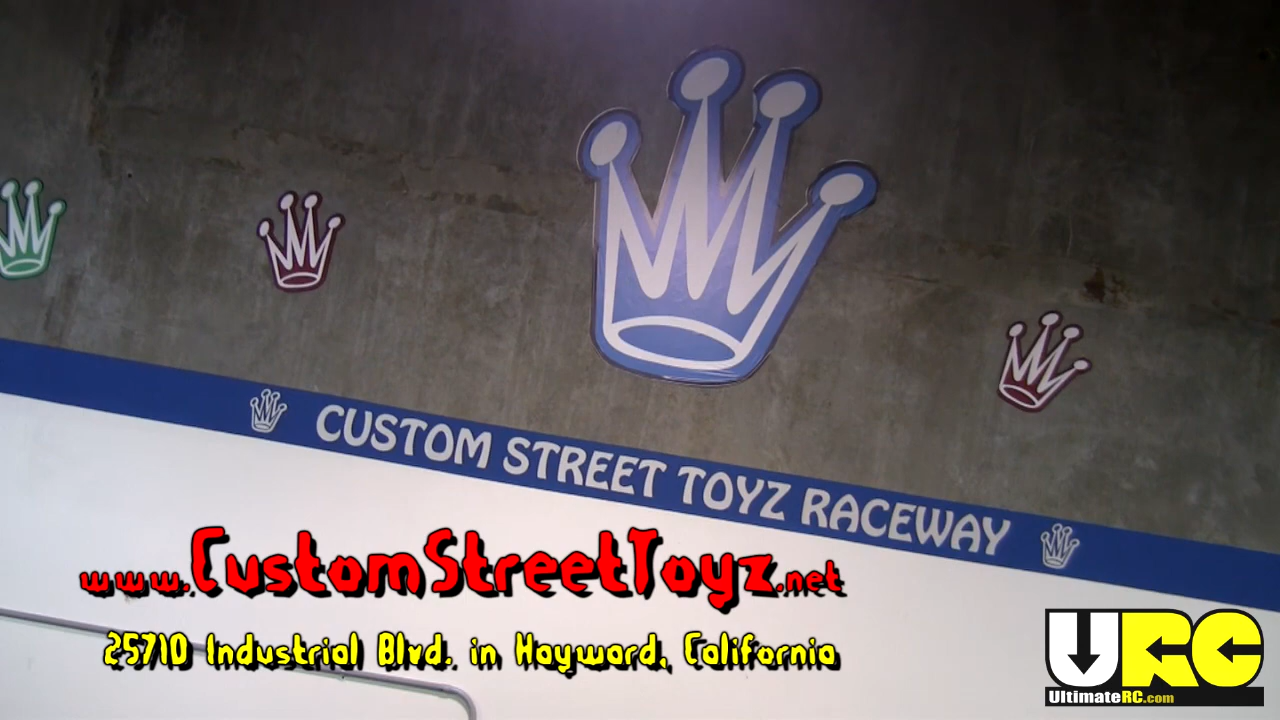 CUSTOM STREET TOYZ RACEWAY
www.CustomStreetToyz.net
25710 Industrial Blvd. in Hayward, California
URC
UltimateRC.com